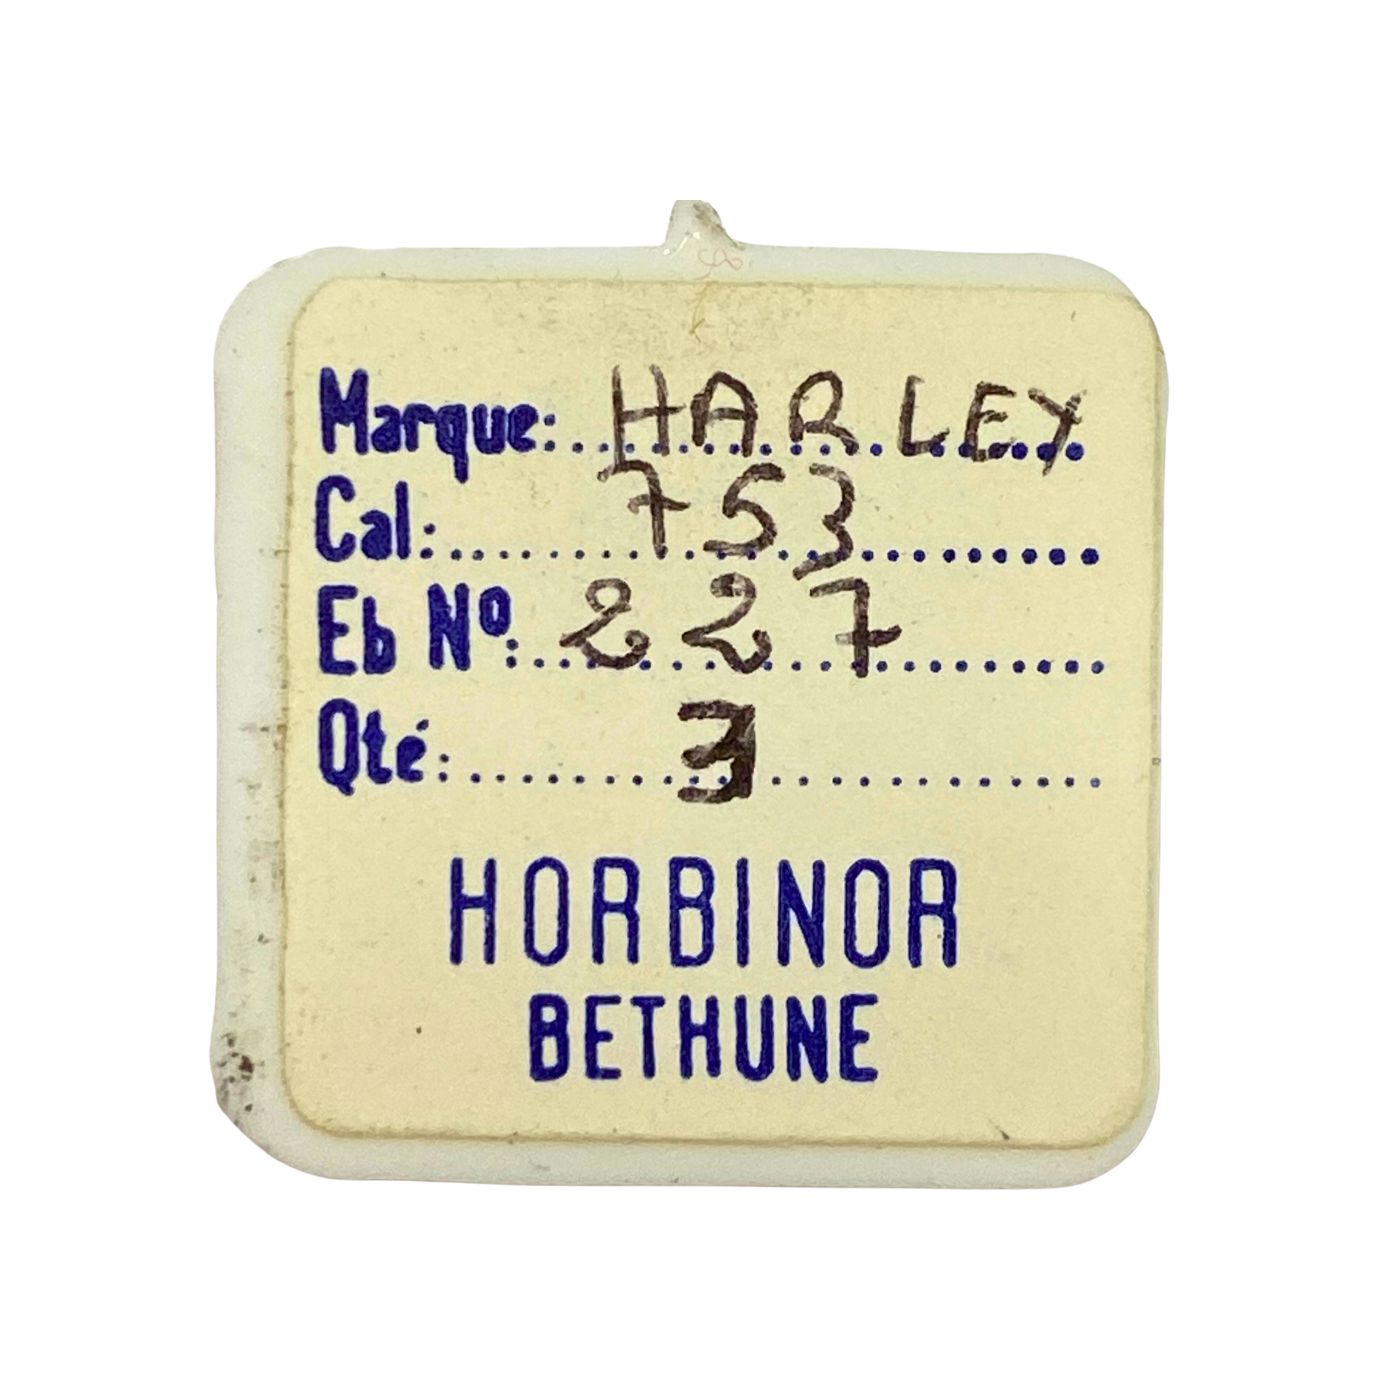 Marque: HARLEY
Cal: 753
Eb Nº: 227
Qté: 3
HORBINOR
BETHUNE